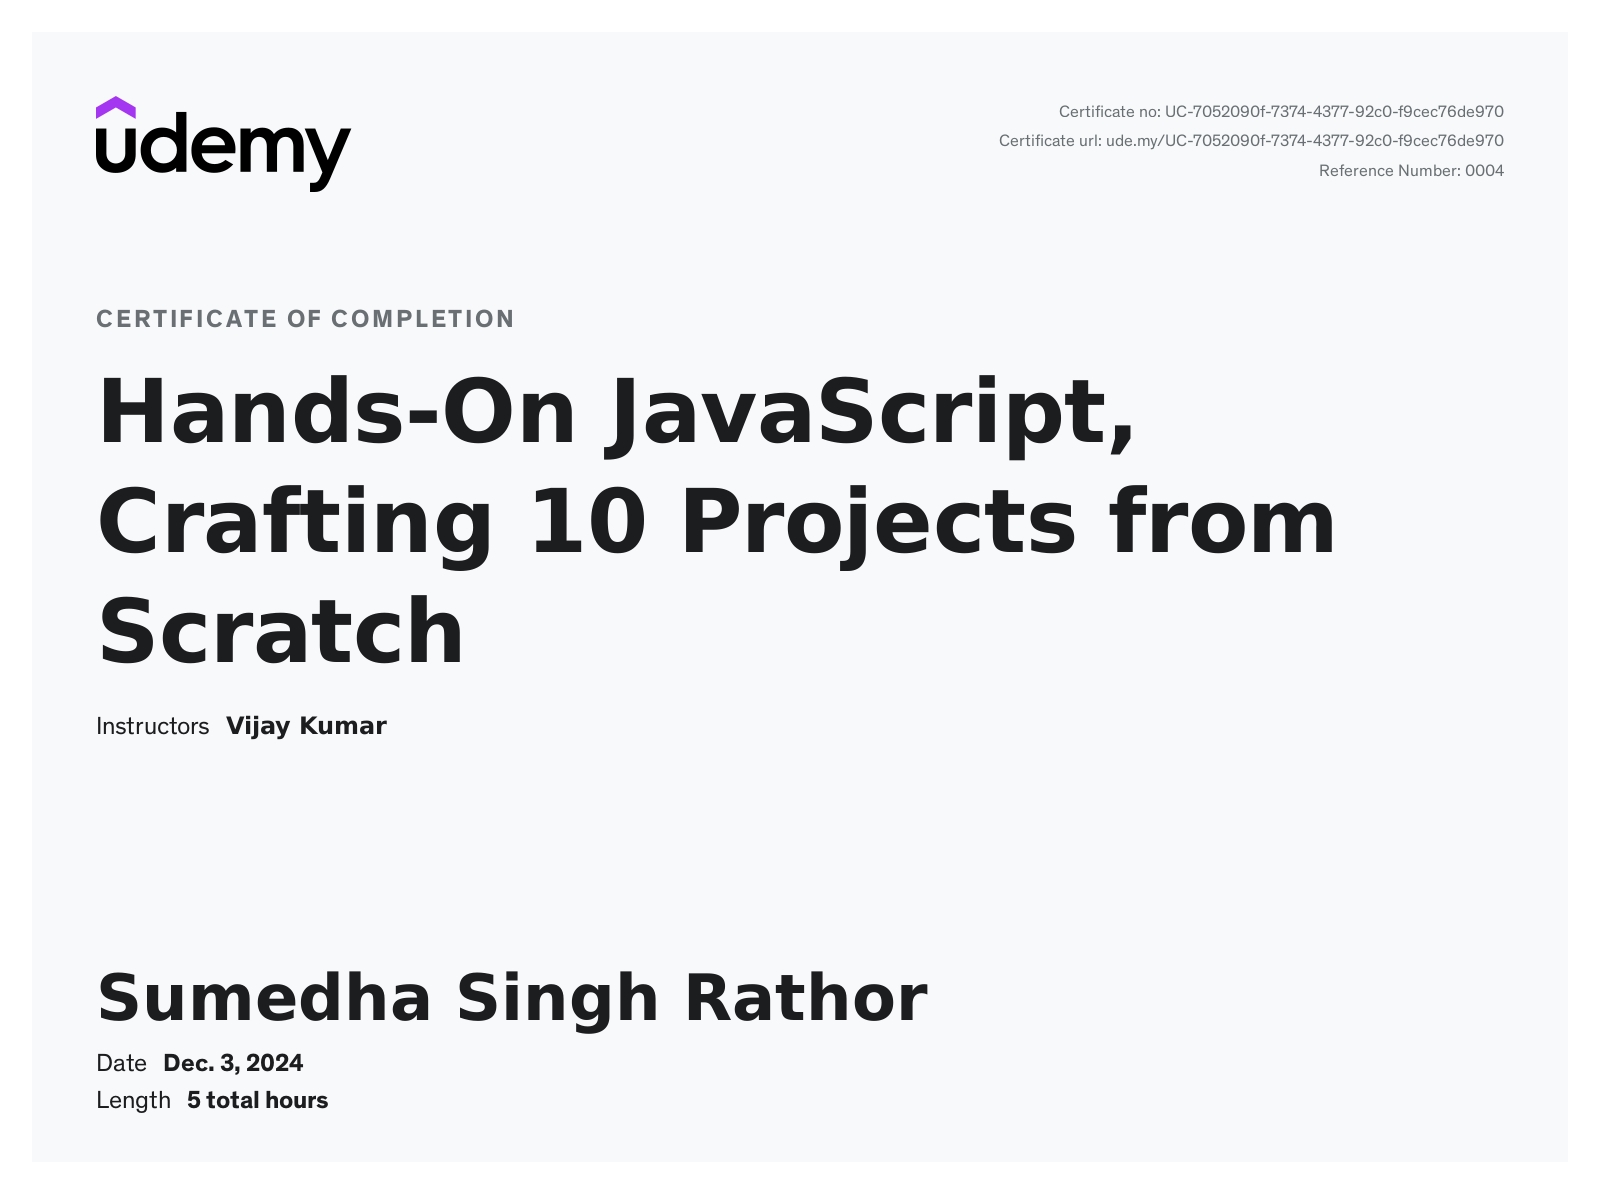 udemy
Certificate no: UC-7052090f-7374-4377-92c0-f9cec76de970
Certificate url: ude.my/UC-7052090f-7374-4377-92c0-f9cec76de970
Reference Number: 0004
CERTIFICATE OF COMPLETION
Hands-On JavaScript,
Crafting 10 Projects from
Scratch
Instructors Vijay Kumar
Sumedha Singh Rathor
Date Dec. 3, 2024
Length 5 total hours